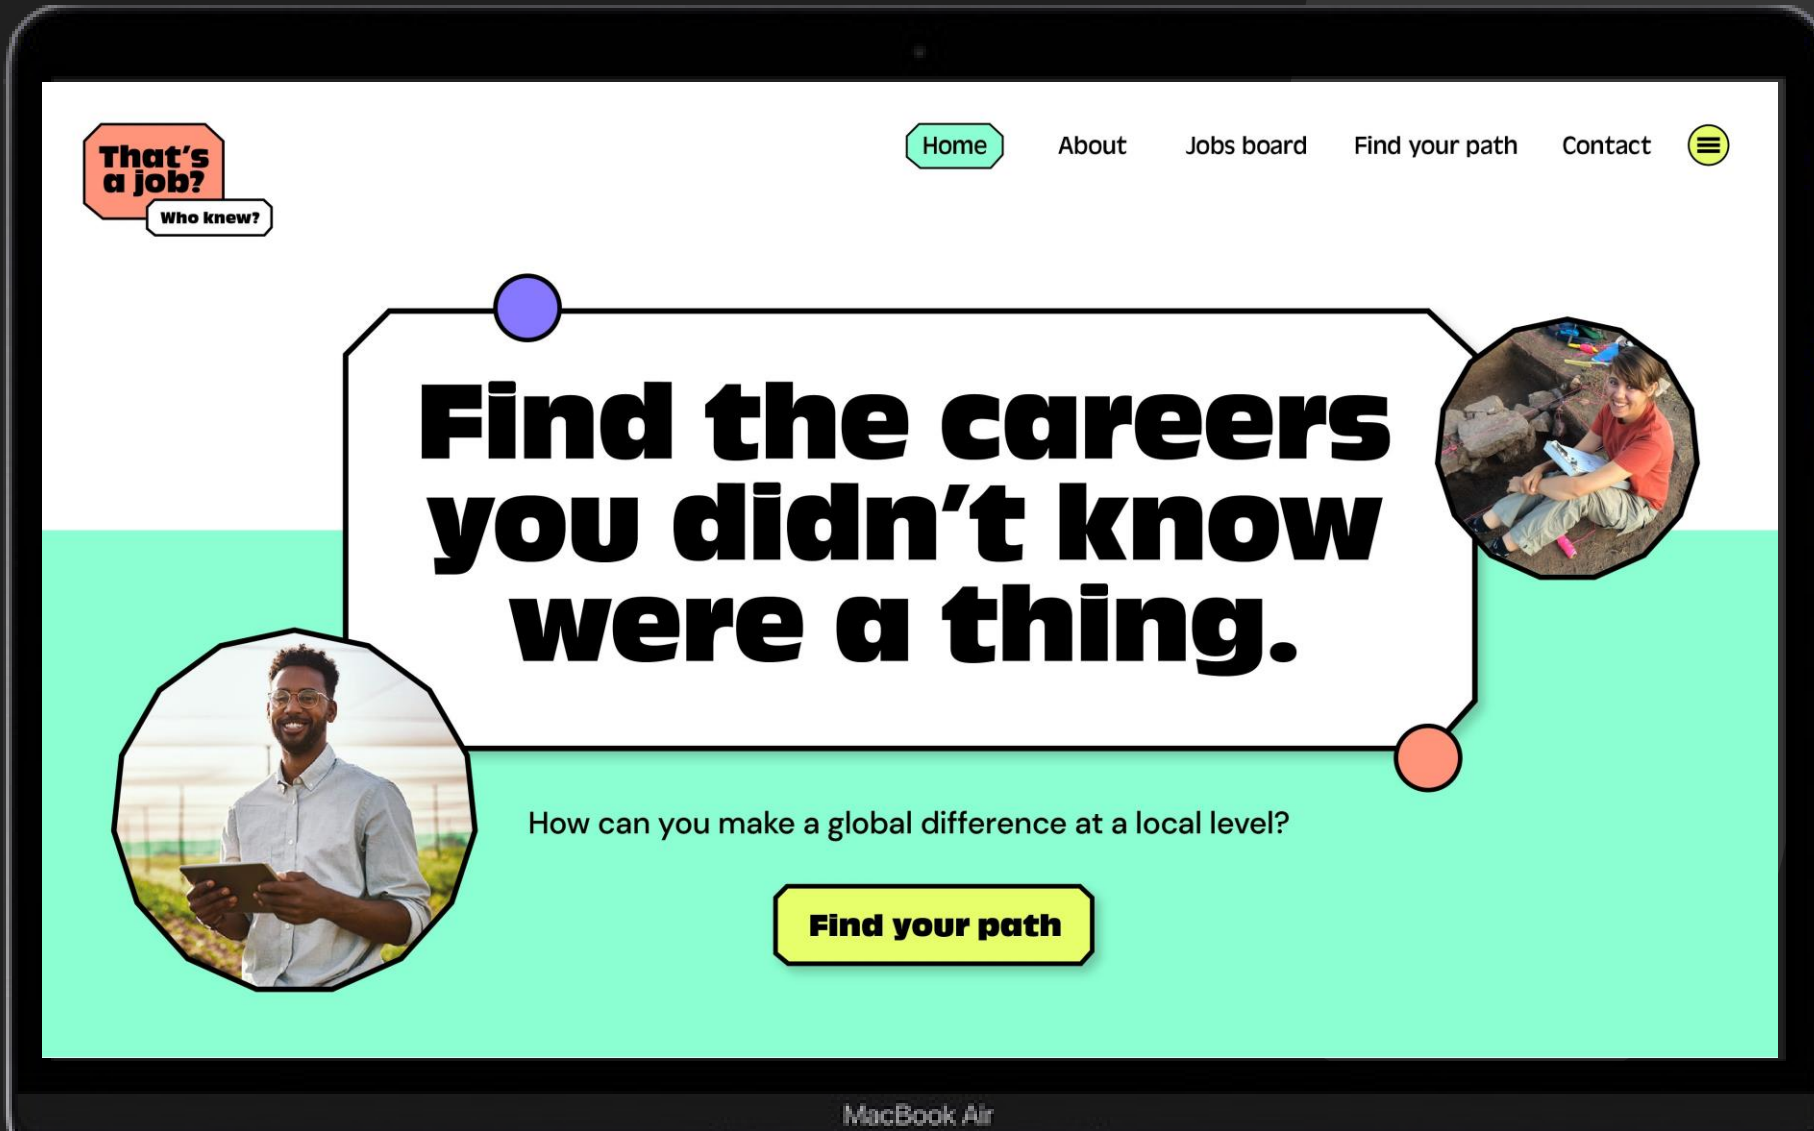 That's
a job?
Who knew?
Home About Jobs board Find your path Contact
Find the careers
you didn't know
were a thing.
How can you make a global difference at a local level?
Find your path
MacBook Air